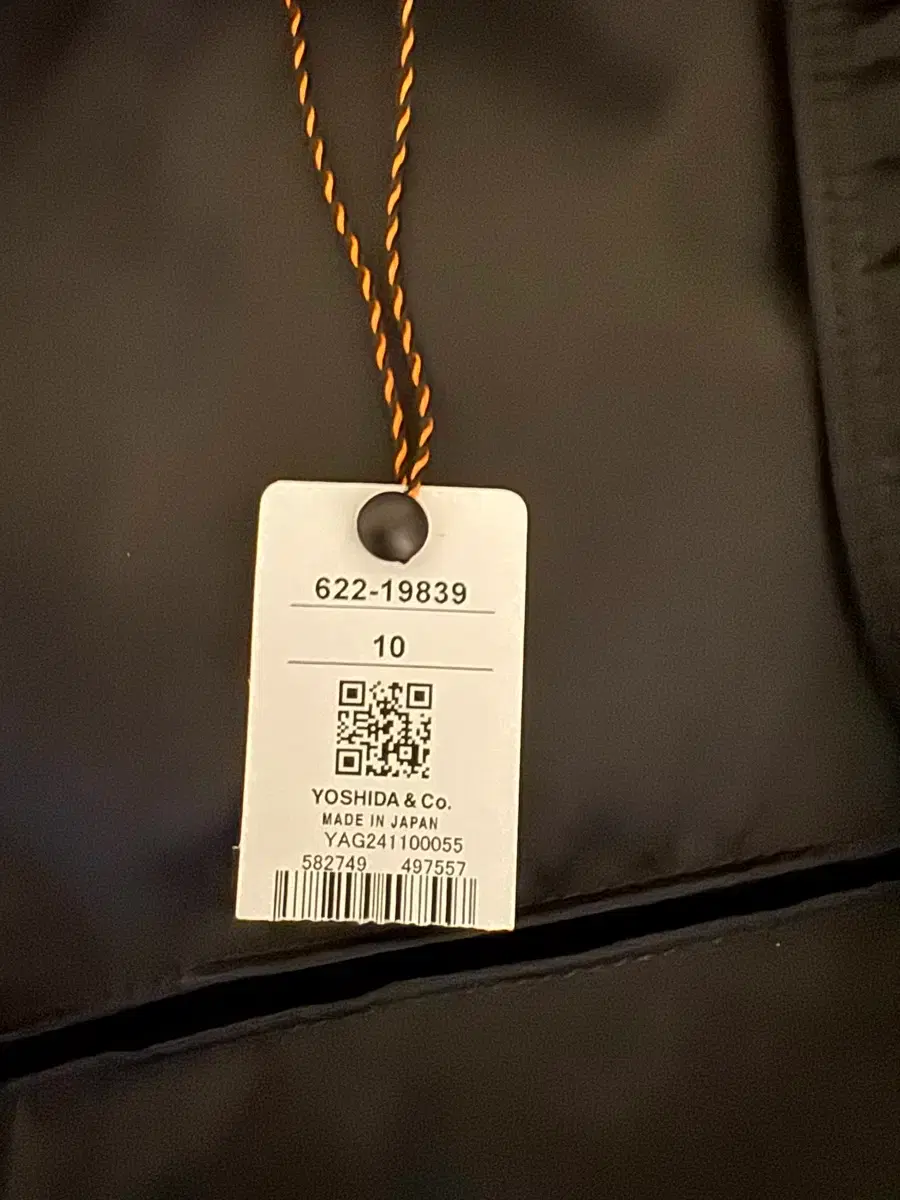 622-19839
10
YOSHIDA & Co.
MADE IN JAPAN
YAG241100055
582749 497557